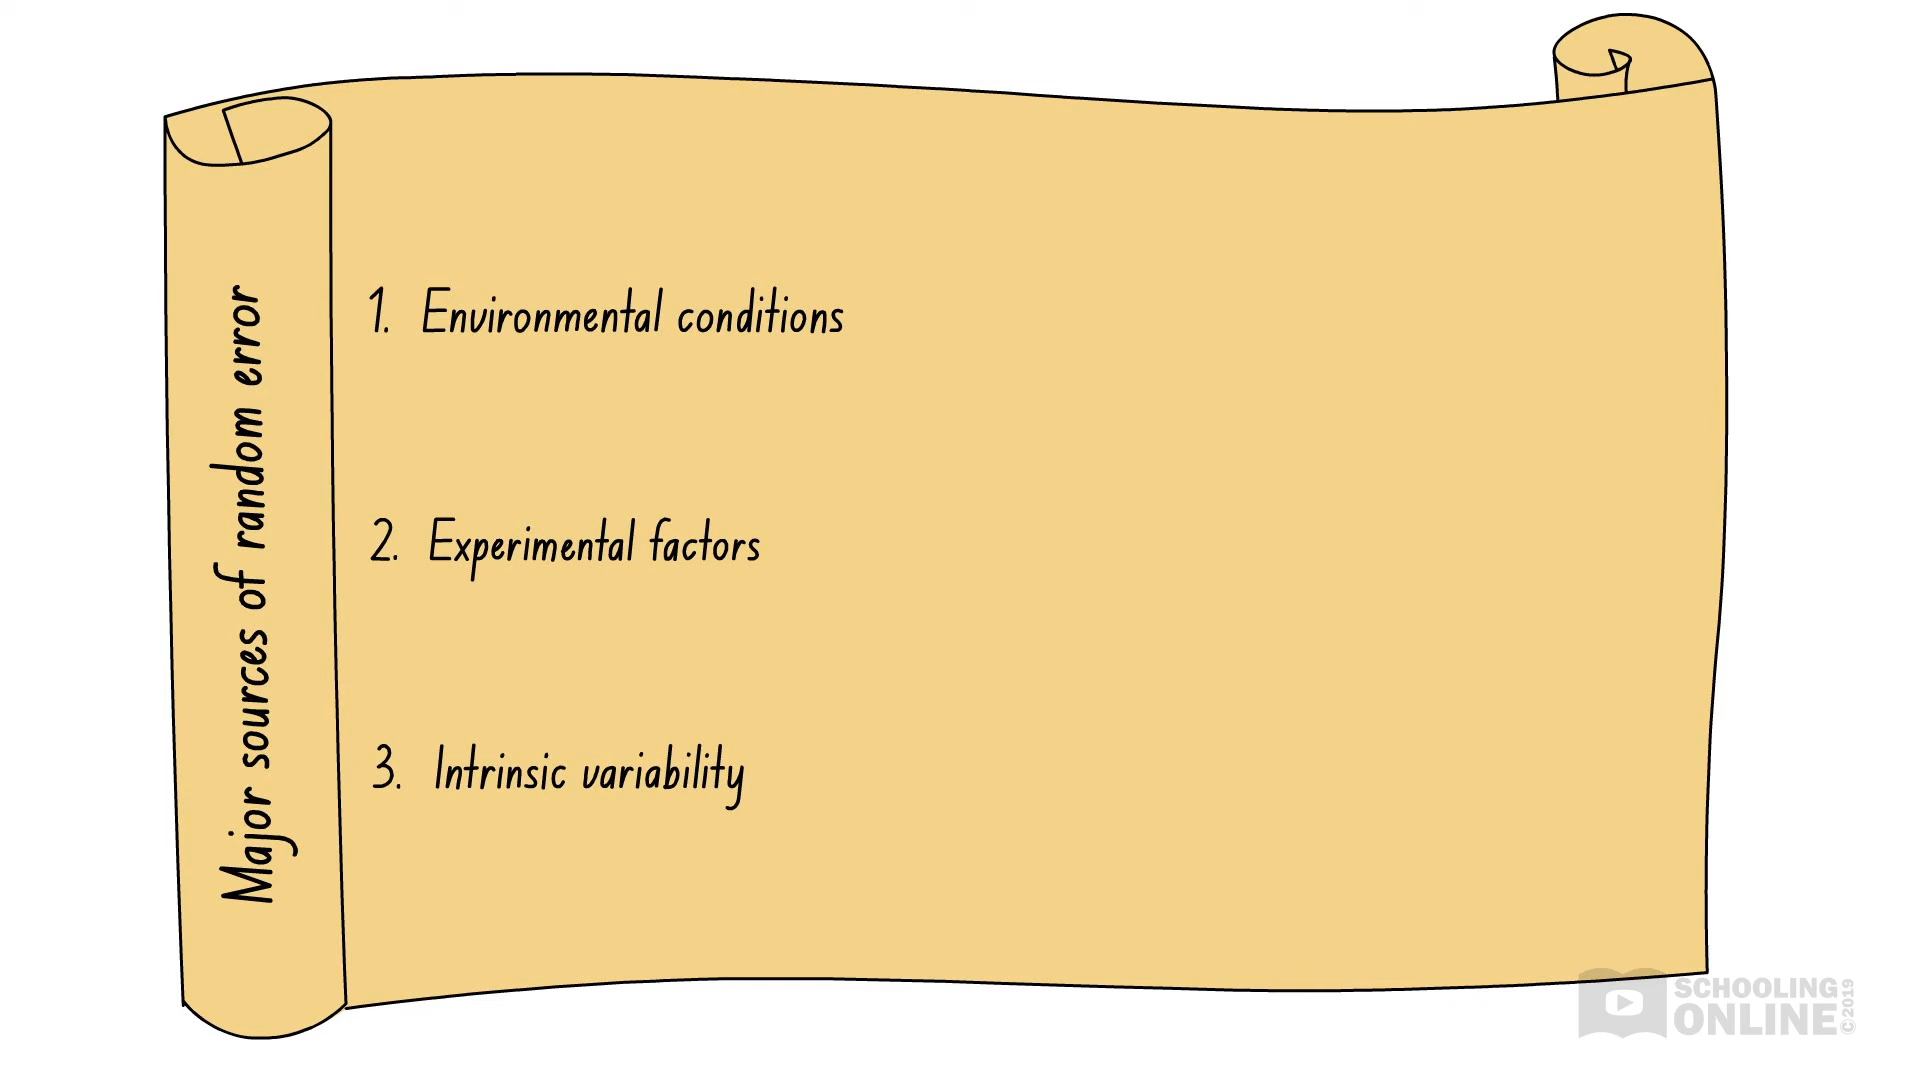 Major sources of random error
1. Environmental conditions
2. Experimental factors
3. Intrinsic variability
SCHOOLING
ONLINE
©2019